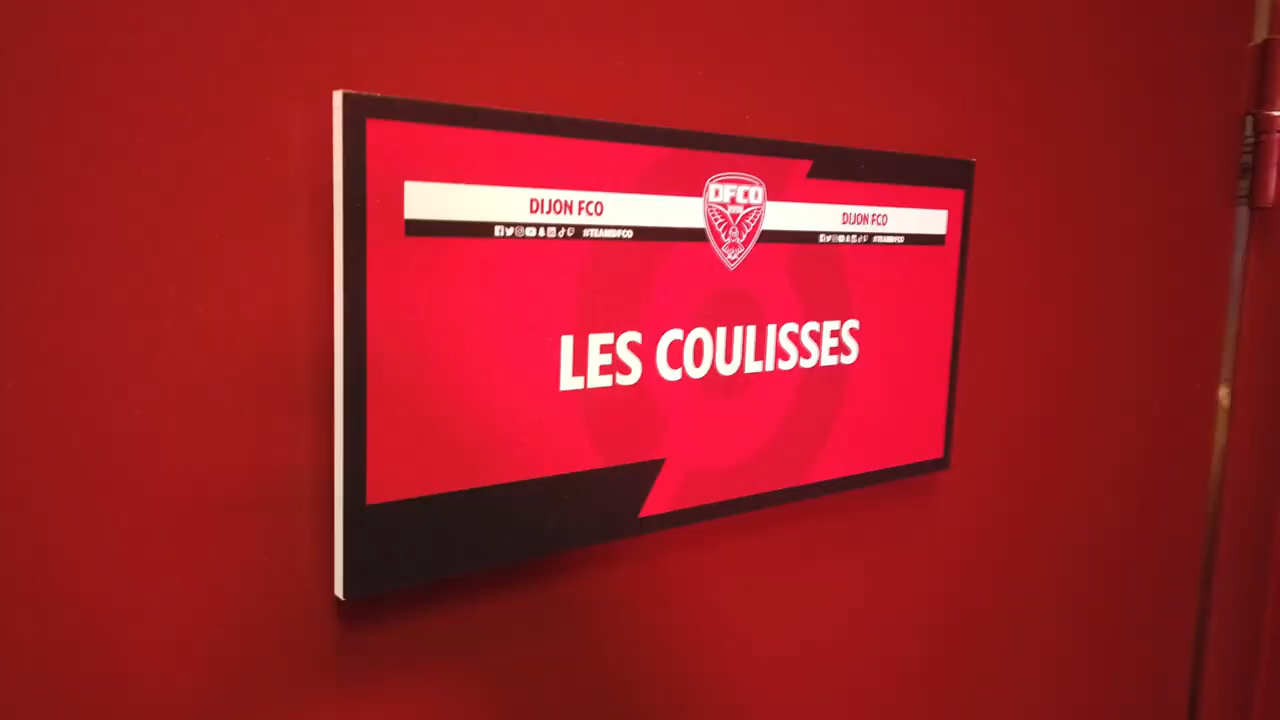 DIJON FCO
#TEAMDFCO
DFCO
DIJON FCO
#TEAMDFCO
LES COULISSES